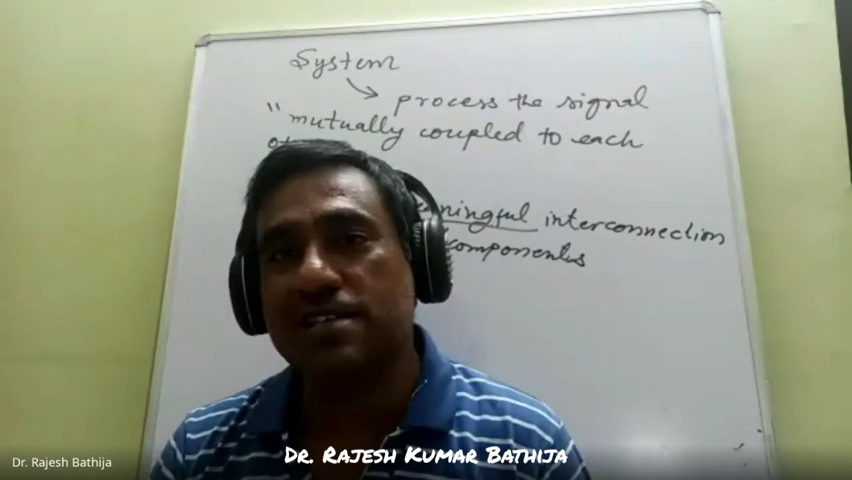 System
process the signal
" mutually coupled to each
meaningful interconnection
components
Dr. Rajesh Kumar Bathija
Dr. Rajesh Bathija